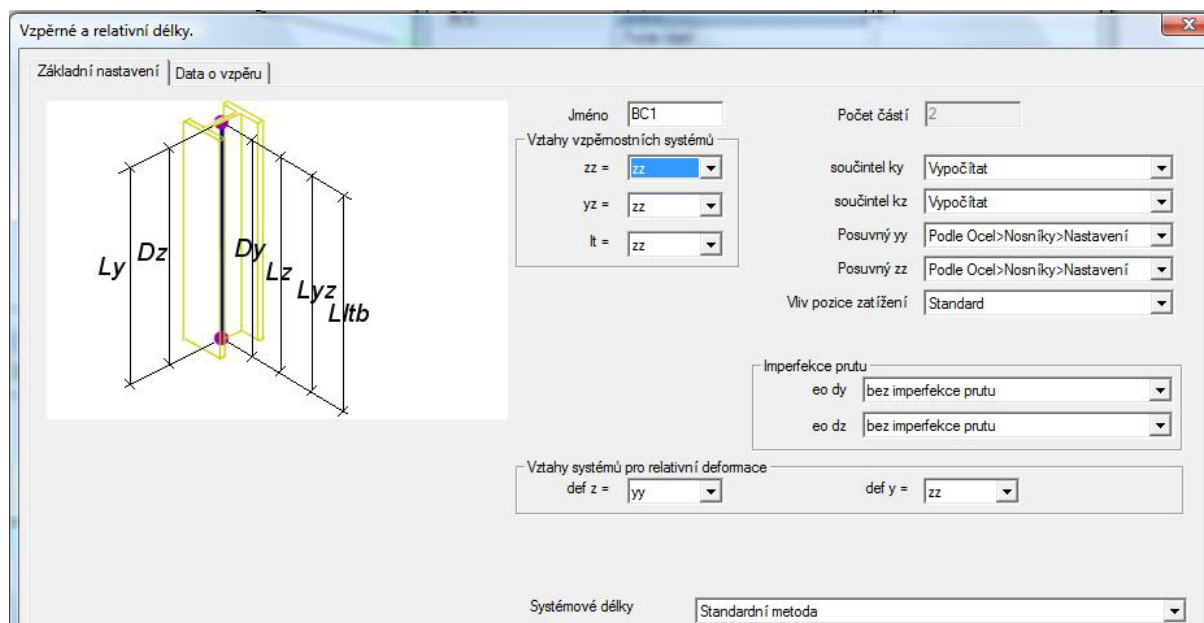 Vzpěrné a relativní délky.
Základní nastavení
Data o vzpěru
Jméno BC1
Počet částí 2
Vztahy vzpěrnostních systémů
zz = zz
yz = zz
lt = zz
součintel ky Vypočítat
součintel kz Vypočítat
Posuvný yy Podle Ocel>Nosníky>Nastavení
Posuvný zz Podle Ocel>Nosníky>Nastavení
Vliv pozice zatížení Standard
Ly
Dz
Dy
Lz
Lyz
Lltb
Imperfekce prutu
eo dy bez imperfekce prutu
eo dz bez imperfekce prutu
Vztahy systémů pro relativní deformace
def z = yy
def y = zz
Systémové délky Standardní metoda